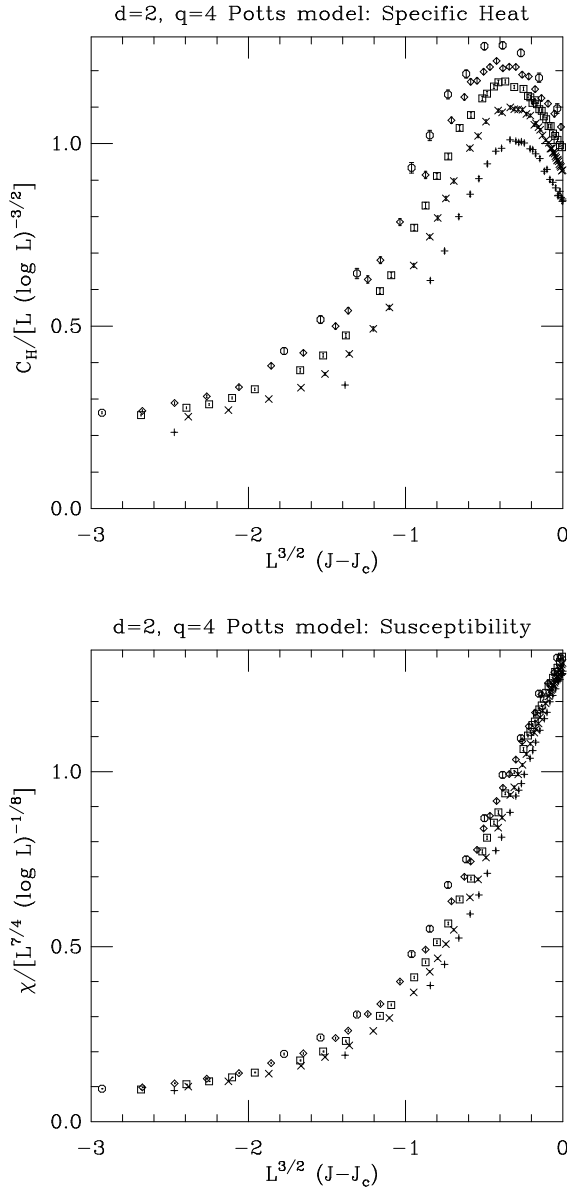 d=2, q=4 Potts model: Specific Heat
C_H/[L (log L)^{-3/2}]
1.0
0.5
0.0
−3 −2 −1 0
L^{3/2} (J−J_c)
d=2, q=4 Potts model: Susceptibility
χ/[L^{7/4} (log L)^{-1/8}]
1.0
0.5
0.0
−3 −2 −1 0
L^{3/2} (J−J_c)